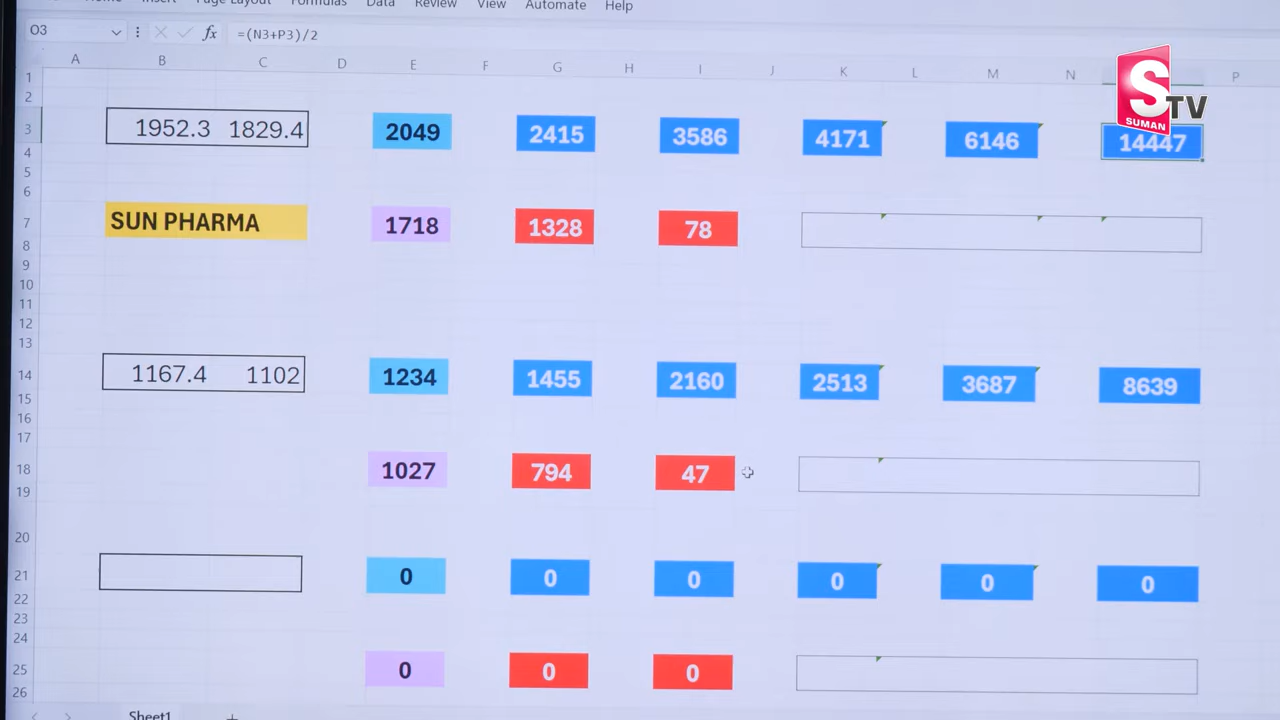 Insert Page Layout Formulas Data Review View Automate Help
O3 fx =(N3+P3)/2
A B C D E F G H I J K L M N P
1
2
3 1952.3 1829.4 2049 2415 3586 4171 6146 14447
4
5
6
7 SUN PHARMA 1718 1328 78
8
9
10
11
12
13
14 1167.4 1102 1234 1455 2160 2513 3687 8639
15
16
17
18 1027 794 47
19
20
21 0 0 0 0 0 0
22
23
24
25 0 0 0
26
Sheet1
S
SUMAN TV